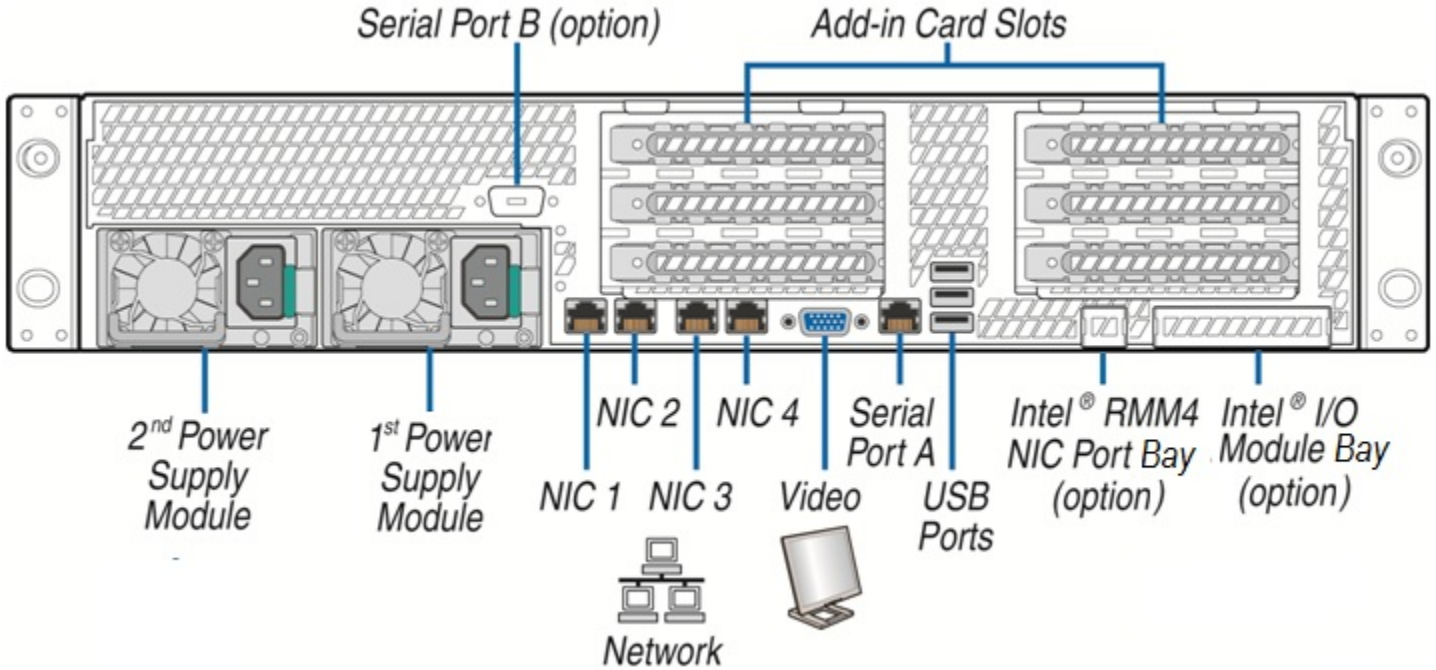 Serial Port B (option)
Add-in Card Slots
2nd Power
Supply
Module
1st Power
Supply
Module
NIC 1
NIC 2
NIC 3
NIC 4
Video
Serial
Port A
USB
Ports
Intel ® RMM4
NIC Port Bay
(option)
Intel ® I/O
Module Bay
(option)
Network